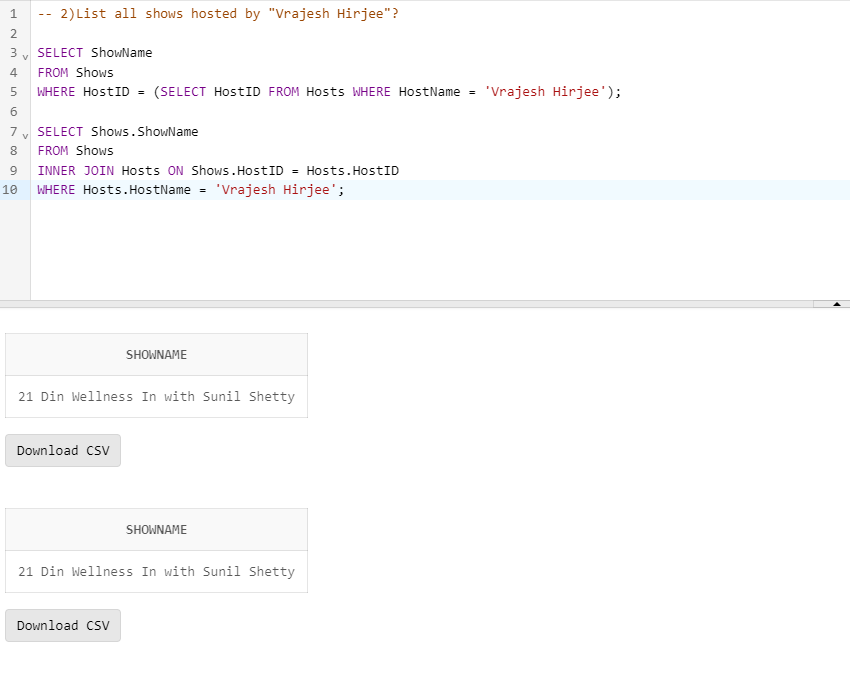 1 -- 2)List all shows hosted by "Vrajesh Hirjee"?
2
3 SELECT ShowName
4 FROM Shows
5 WHERE HostID = (SELECT HostID FROM Hosts WHERE HostName = 'Vrajesh Hirjee');
6
7 SELECT Shows.ShowName
8 FROM Shows
9 INNER JOIN Hosts ON Shows.HostID = Hosts.HostID
10 WHERE Hosts.HostName = 'Vrajesh Hirjee';
SHOWNAME
21 Din Wellness In with Sunil Shetty
Download CSV
SHOWNAME
21 Din Wellness In with Sunil Shetty
Download CSV